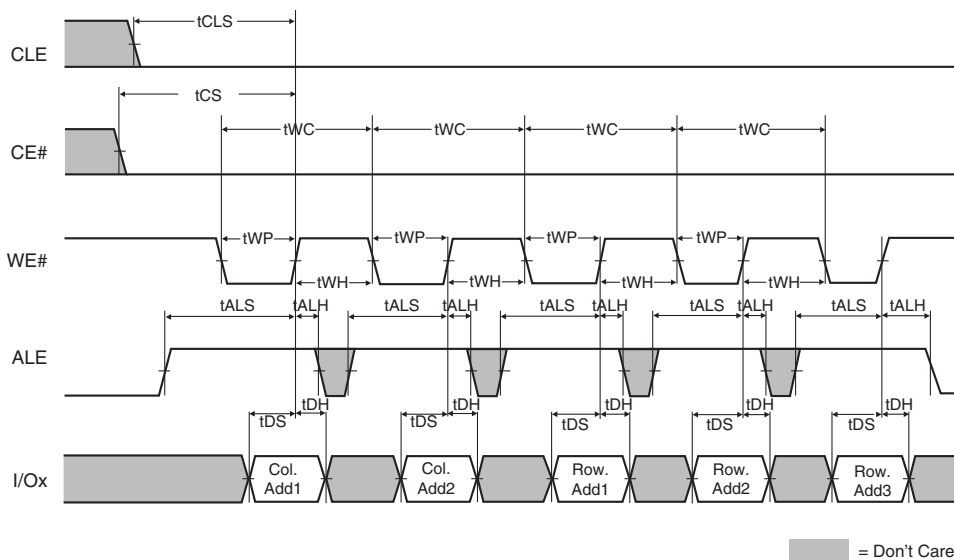 tCLS
CLE
tCS
tWC tWC tWC tWC
CE#
tWP tWP tWP tWP
WE#
tWH tWH tWH tWH
tALS tALH tALS tALH tALS tALH tALS tALH tALS tALH
ALE
tDH tDH tDH tDH tDH
tDS tDS tDS tDS tDS
I/Ox
Col. Add1
Col. Add2
Row. Add1
Row. Add2
Row. Add3
= Don't Care